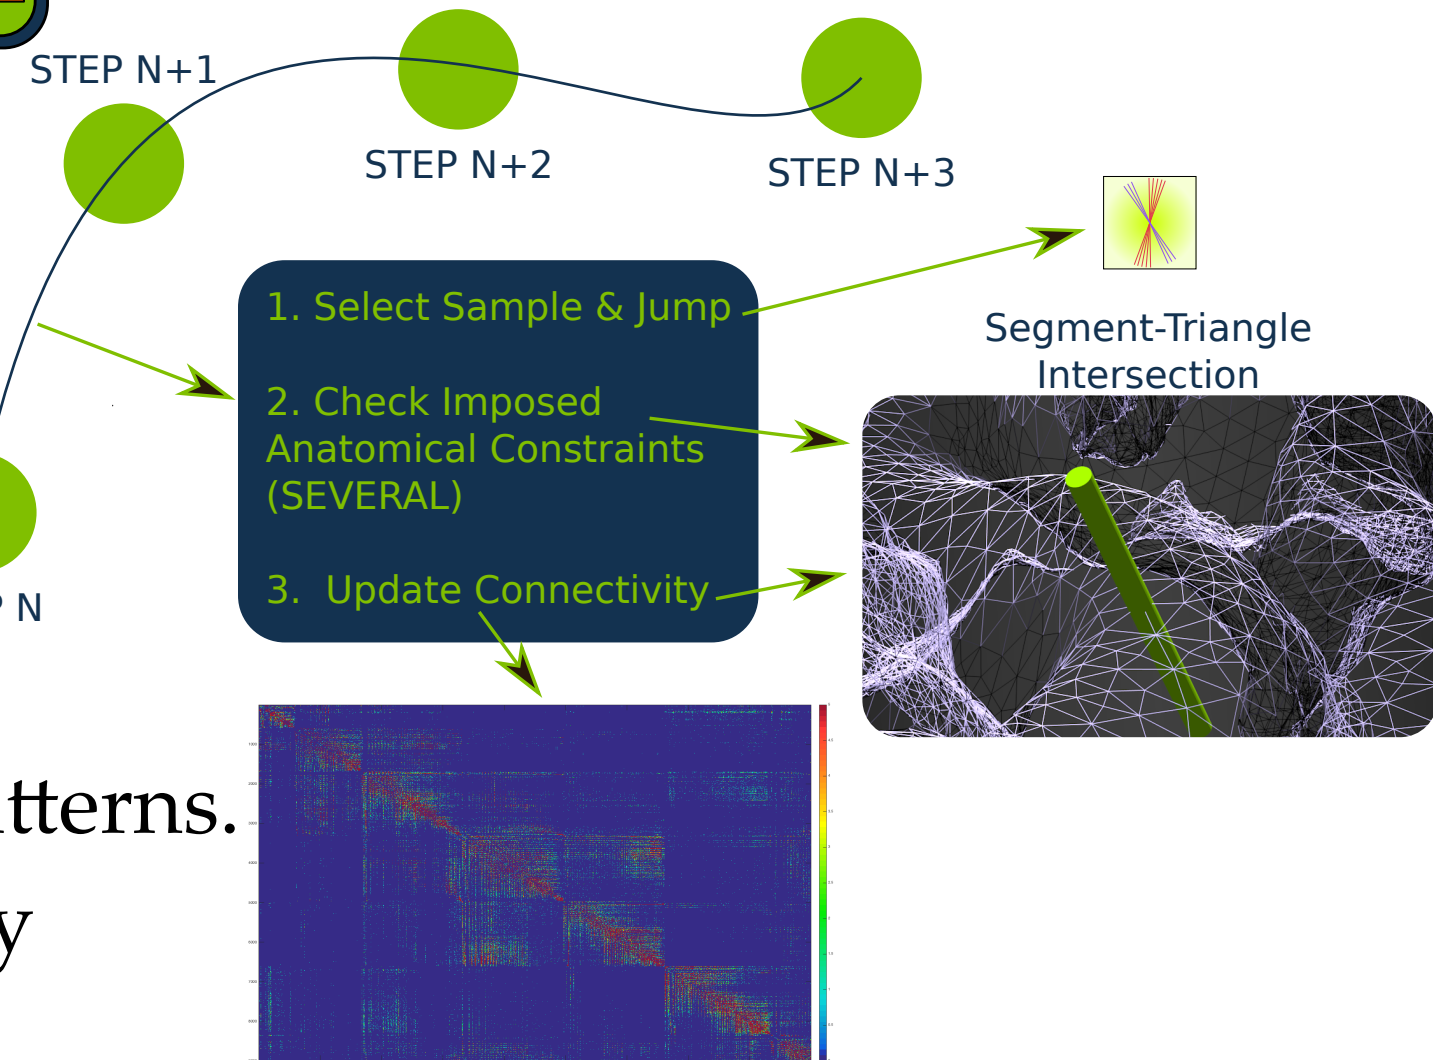 STEP N+1
STEP N+2
STEP N+3
1. Select Sample & Jump
2. Check Imposed
Anatomical Constraints
(SEVERAL)
3. Update Connectivity
Segment-Triangle
Intersection
N
tterns.
y